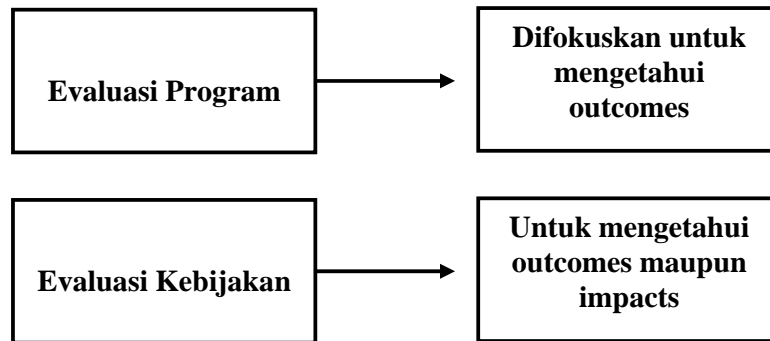 Evaluasi Program
Difokuskan untuk
mengetahui
outcomes
Evaluasi Kebijakan
Untuk mengetahui
outcomes maupun
impacts